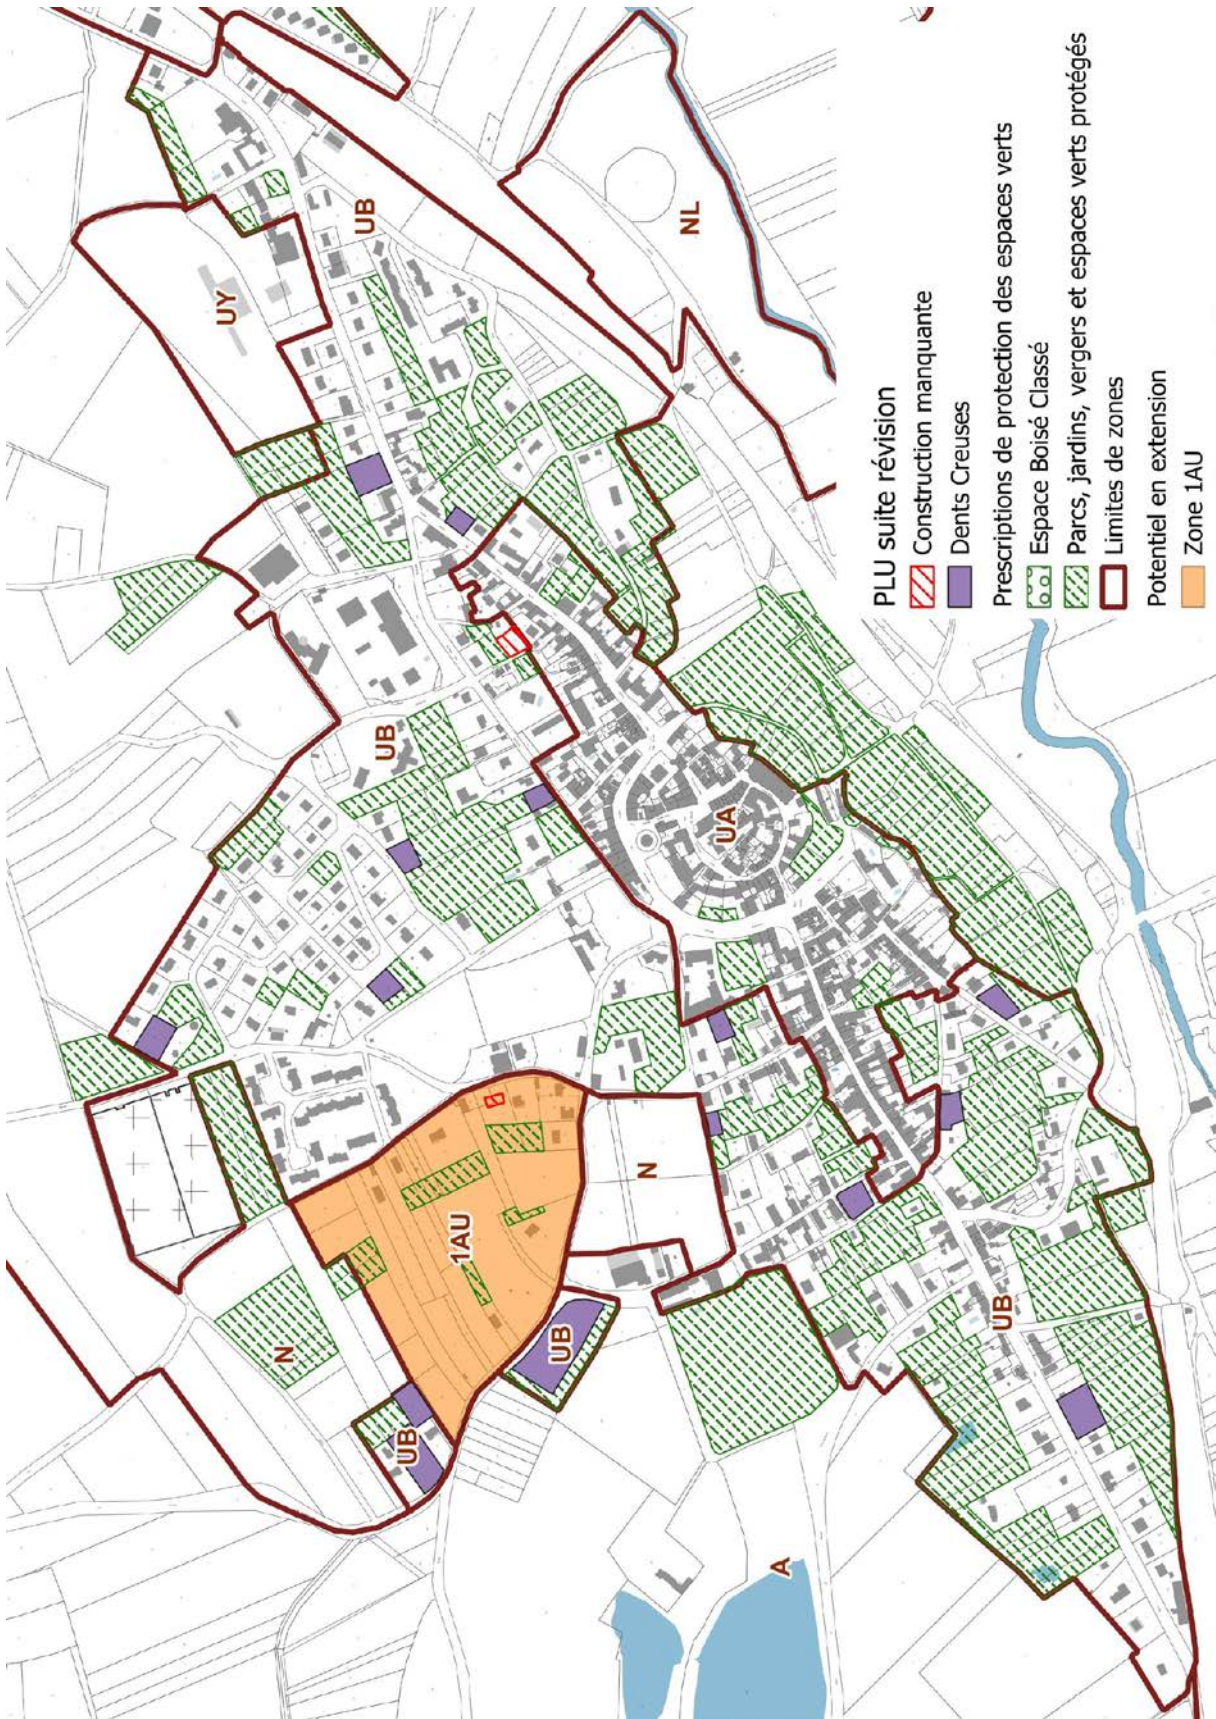 UY
UB
NL
UB
UA
N
1AU
N
UB
UB
UB
A
PLU suite révision
Construction manquante
Dents Creuses
Prescriptions de protection des espaces verts
Espace Boisé Classé
Parcs, jardins, vergers et espaces verts protégés
Limites de zones
Potentiel en extension
Zone 1AU